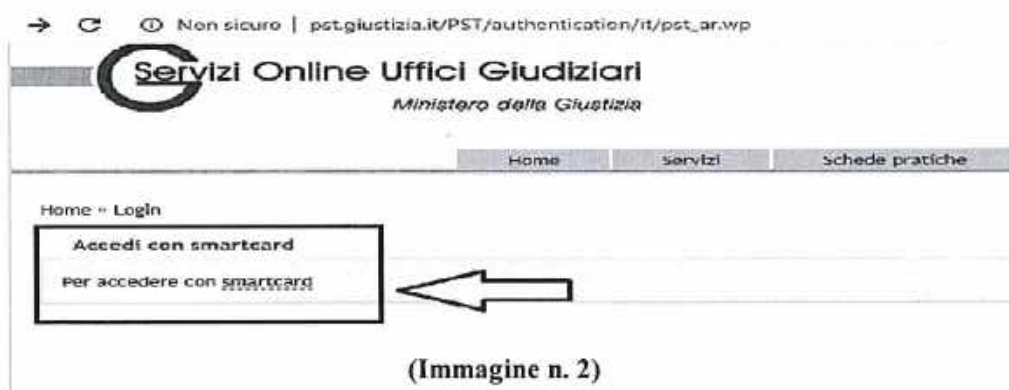 Non sicuro | pst.giustizia.it/PST/authentication/it/pst_ar.wp
Servizi Online Uffici Giudiziari
Ministero della Giustizia
Home Servizi Schede pratiche
Home » Login
Accedi con smartcard
Per accedere con smartcard
(Immagine n. 2)